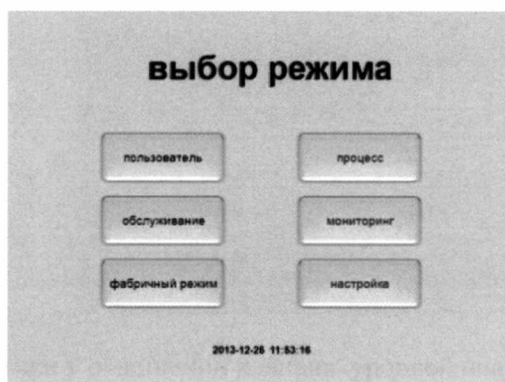 выбор режима
пользователь
процесс
обслуживание
мониторинг
фабричный режим
настройка
2013-12-26 11:53:16